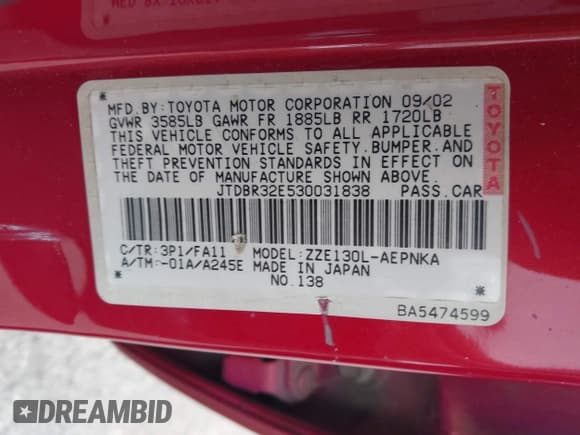 MFD.BY:TOYOTA MOTOR CORPORATION 09/02
GVWR 3585LB GAWR FR 1885LB RR 1720LB
THIS VEHICLE CONFORMS TO ALL APPLICABLE
FEDERAL MOTOR VEHICLE SAFETY.BUMPER.AND
THEFT PREVENTION STANDARDS IN EFFECT ON
THE DATE OF MANUFACTURE SHOWN ABOVE.
JTDBR32E530031838 PASS.CAR
TOYOTA
C/TR:3P1/FA11 MODEL:ZZE130L-AEPNKA
A/TM:-01A/A245E MADE IN JAPAN
NO.138
BA5474599
DREAMBID